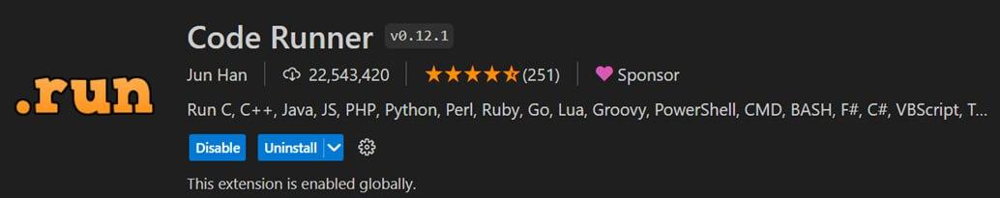 .run
Code Runner v0.12.1
Jun Han 22,543,420 (251) Sponsor
Run C, C++, Java, JS, PHP, Python, Perl, Ruby, Go, Lua, Groovy, PowerShell, CMD, BASH, F#, C#, VBScript, T...
Disable Uninstall
This extension is enabled globally.